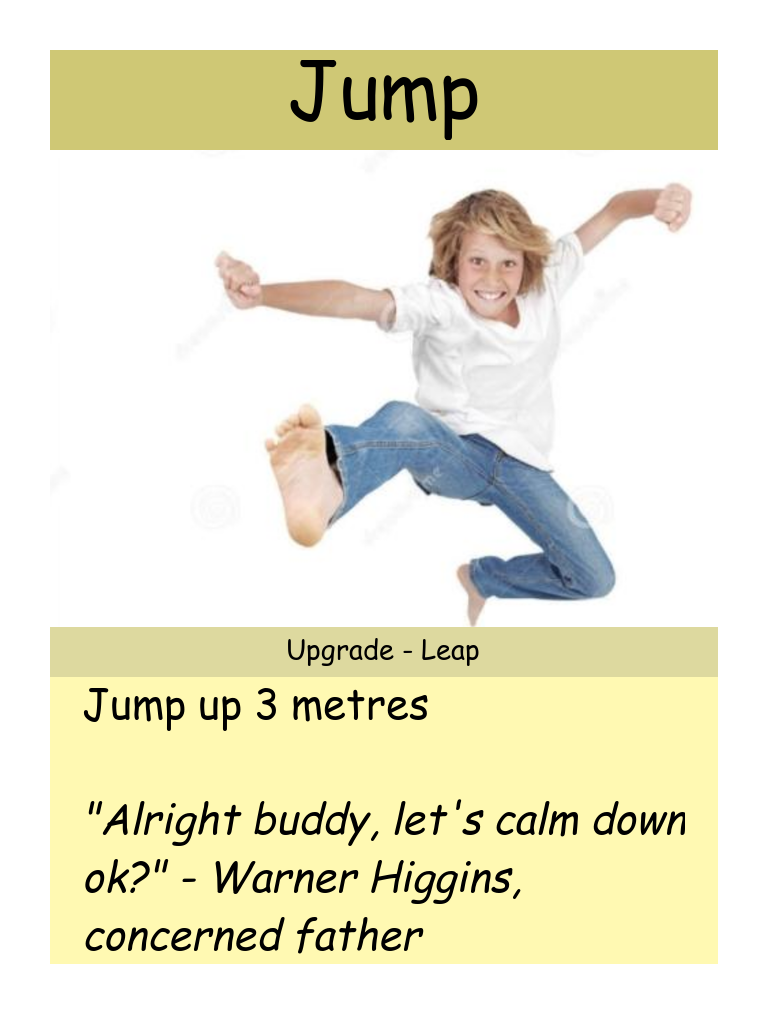 Jump
Upgrade - Leap
Jump up 3 metres
"Alright buddy, let's calm down
ok?" - Warner Higgins,
concerned father